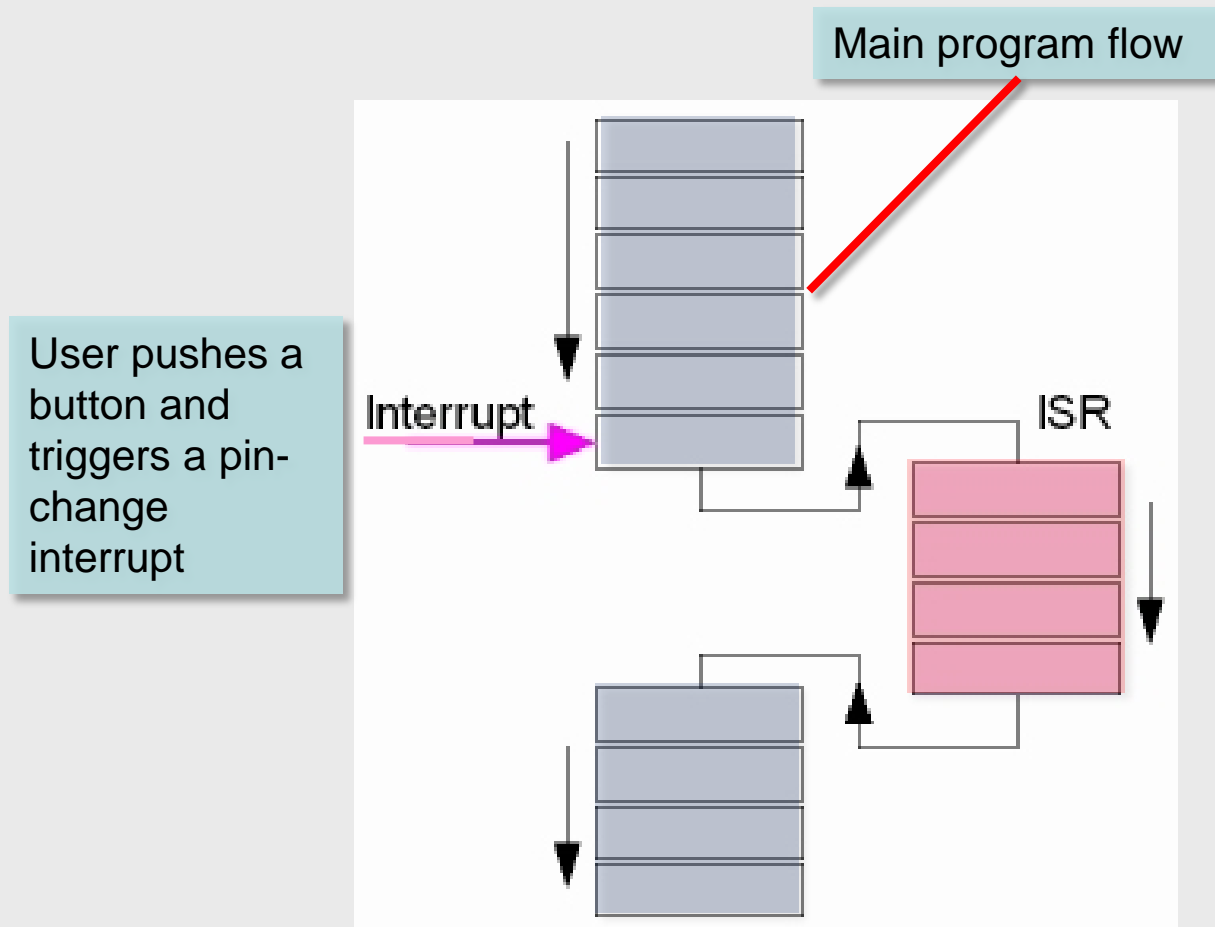 Main program flow
User pushes a
button and
triggers a pin-
change
interrupt
Interrupt
ISR